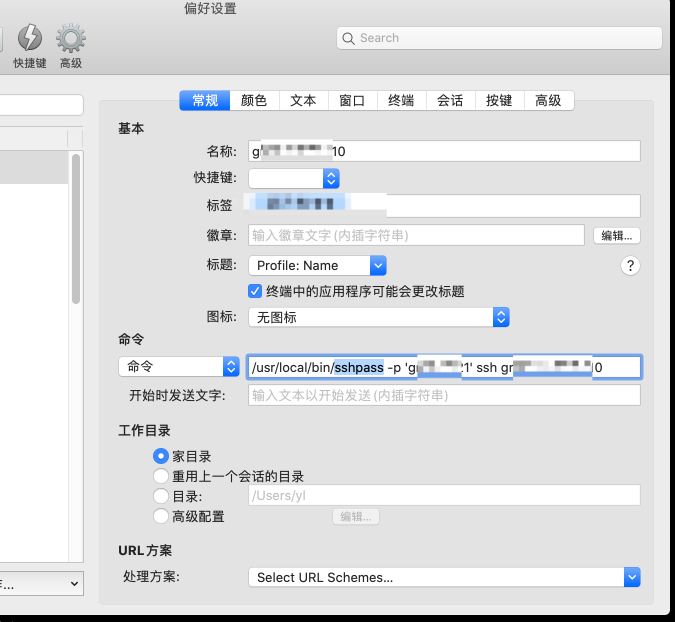 偏好设置
快捷键 高级
Search
常规 颜色 文本 窗口 终端 会话 按键 高级
基本
名称: g 10
快捷键:
标签
徽章: 输入徽章文字(内插字符串) 编辑...
标题: Profile: Name ?
终端中的应用程序可能会更改标题
图标: 无图标
命令
命令 /usr/local/bin/sshpass -p 'g 1' ssh gr 0
开始时发送文字: 输入文本以开始发送(内插字符串)
工作目录
家目录
重用上一个会话的目录
目录: /Users/yl
高级配置 编辑...
URL方案
处理方案: Select URL Schemes...